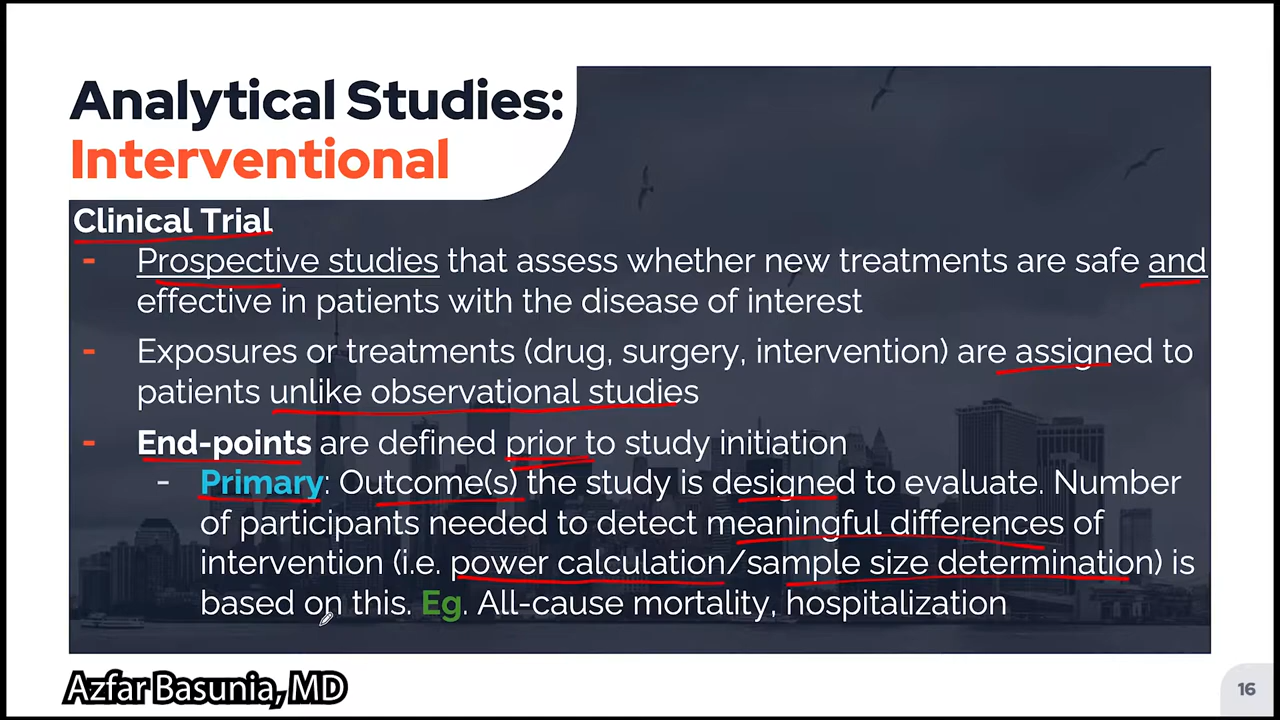 Analytical Studies:
Interventional
Clinical Trial
- Prospective studies that assess whether new treatments are safe and
effective in patients with the disease of interest
- Exposures or treatments (drug, surgery, intervention) are assigned to
patients unlike observational studies
- End-points are defined prior to study initiation
- Primary: Outcome(s) the study is designed to evaluate. Number
of participants needed to detect meaningful differences of
intervention (i.e. power calculation/sample size determination) is
based on this. Eg. All-cause mortality, hospitalization
Azfar Basunia, MD
16